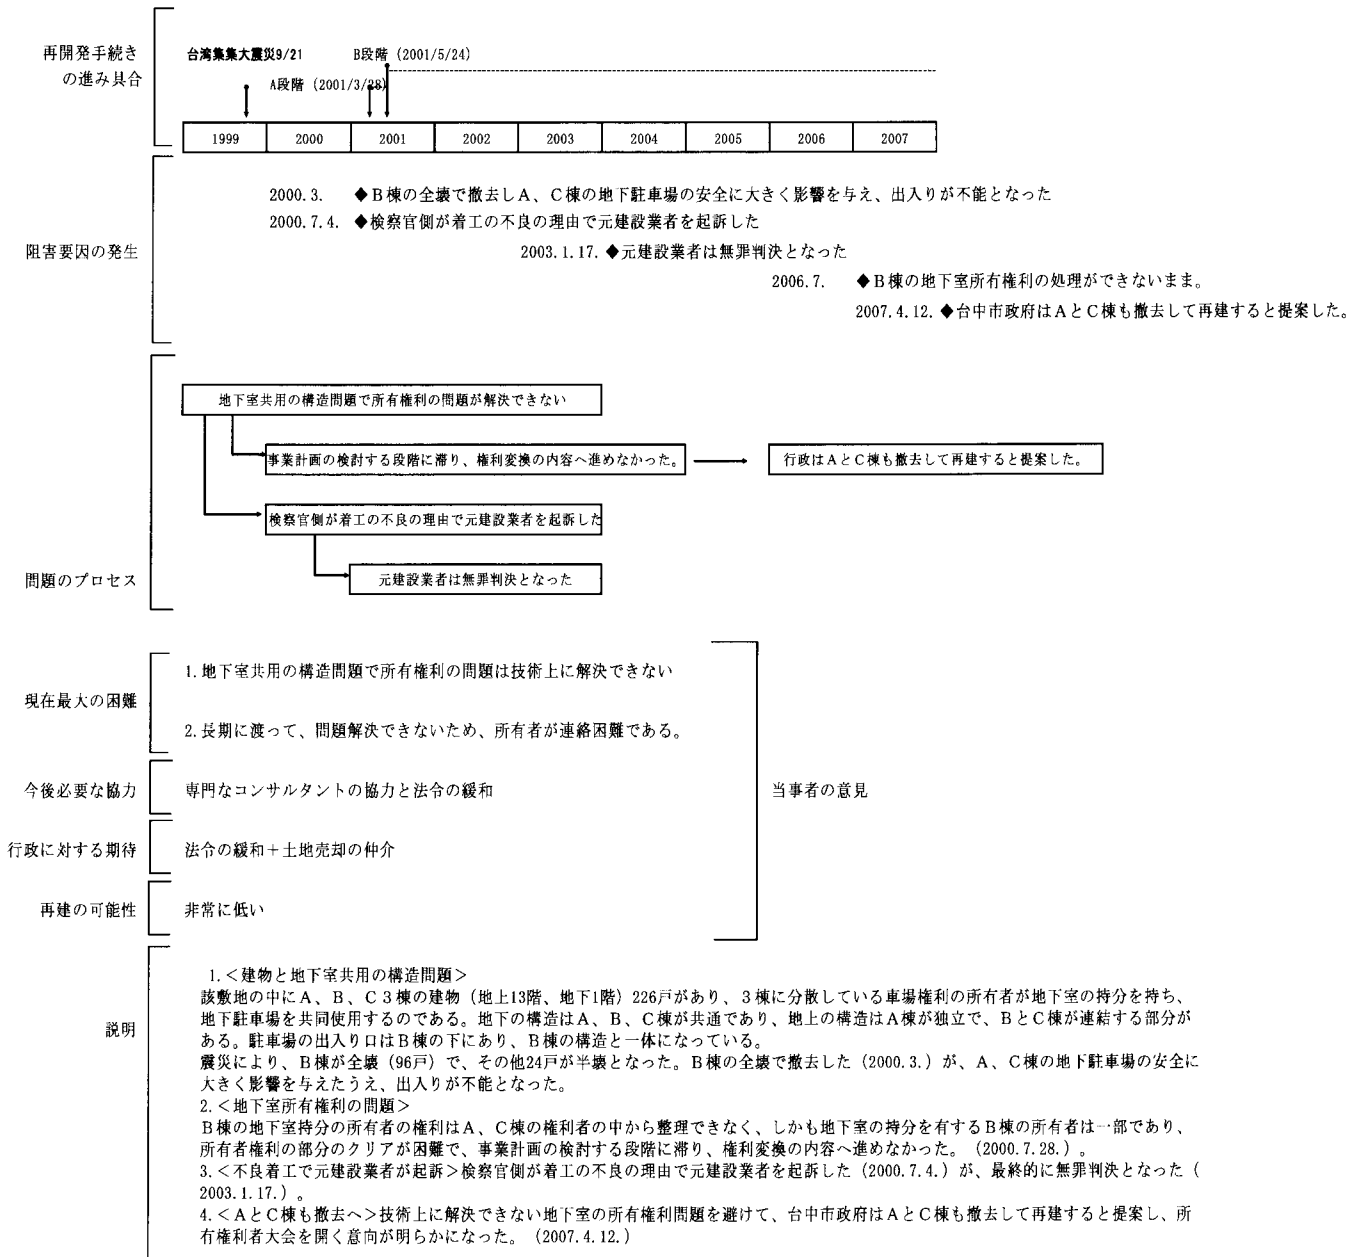 再開発手続き
の進み具合
台湾集集大震災9/21
B段階 (2001/5/24)
A段階 (2001/3/28)
1999 2000 2001 2002 2003 2004 2005 2006 2007
阻害要因の発生
2000.3. ◆B棟の全壊で撤去しA、C棟の地下駐車場の安全に大きく影響を与え、出入りが不能となった
2000.7.4. ◆検察官側が着工の不良の理由で元建設業者を起訴した
2003.1.17. ◆元建設業者は無罪判決となった
2006.7. ◆B棟の地下室所有権利の処理ができないまま。
2007.4.12. ◆台中市政府はAとC棟も撤去して再建すると提案した。
問題のプロセス
地下室共用の構造問題で所有権利の問題が解決できない
事業計画の検討する段階に滞り、権利変換の内容へ進めなかった。
行政はAとC棟も撤去して再建すると提案した。
検察官側が着工の不良の理由で元建設業者を起訴した
元建設業者は無罪判決となった
現在最大の困難
1.地下室共用の構造問題で所有権利の問題は技術上に解決できない
2.長期に渡って、問題解決できないため、所有者が連絡困難である。
今後必要な協力
専門なコンサルタントの協力と法令の緩和
当事者の意見
行政に対する期待
法令の緩和+土地売却の仲介
再建の可能性
非常に低い
説明
1.<建物と地下室共用の構造問題>
該敷地の中にA、B、C3棟の建物(地上13階、地下1階)226戸があり、3棟に分散している車場権利の所有者が地下室の持分を持ち、
地下駐車場を共同使用するのである。地下の構造はA、B、C棟が共通であり、地上の構造はA棟が独立で、BとC棟が連結する部分が
ある。駐車場の出入り口はB棟の下にあり、B棟の構造と一体になっている。
震災により、B棟が全壊(96戸)で、その他24戸が半壊となった。B棟の全壊で撤去した(2000.3.)が、A、C棟の地下駐車場の安全に
大きく影響を与えたうえ、出入りが不能となった。
2.<地下室所有権利の問題>
B棟の地下室持分の所有者の権利はA、C棟の権利者の中から整理できなく、しかも地下室の持分を有するB棟の所有者は一部であり、
所有者権利の部分のクリアが困難で、事業計画の検討する段階に滞り、権利変換の内容へ進めなかった。(2000.7.28.)。
3.<不良着工で元建設業者が起訴>検察官側が着工の不良の理由で元建設業者を起訴した(2000.7.4.)が、最終的に無罪判決となった(
2003.1.17.)。
4.<AとC棟も撤去へ>技術上に解決できない地下室の所有権利問題を避けて、台中市政府はAとC棟も撤去して再建すると提案し、所
有権利者大会を開く意向が明らかになった。(2007.4.12.)